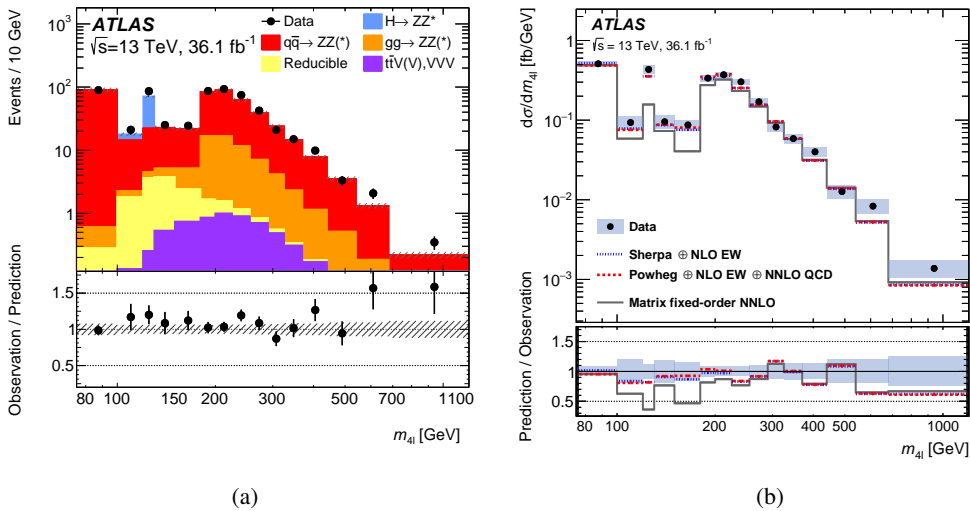 ATLAS
√s=13 TeV, 36.1 fb⁻¹
Data
H→ ZZ*
qq̄→ ZZ(*)
gg→ ZZ(*)
Reducible
tt̄V(V),VVV
Events / 10 GeV
10³
10²
10
1
Observation / Prediction
1.5
1
0.5
80 100 200 300 400 500 700 1100
m4l [GeV]
(a)
ATLAS
√s = 13 TeV, 36.1 fb⁻¹
dσ/dm4l [fb/GeV]
1
10⁻¹
10⁻²
10⁻³
Data
Sherpa ⊕ NLO EW
Powheg ⊕ NLO EW ⊕ NNLO QCD
Matrix fixed-order NNLO
Prediction / Observation
1.5
1
0.5
80 100 200 300 400 500 1000
m4l [GeV]
(b)